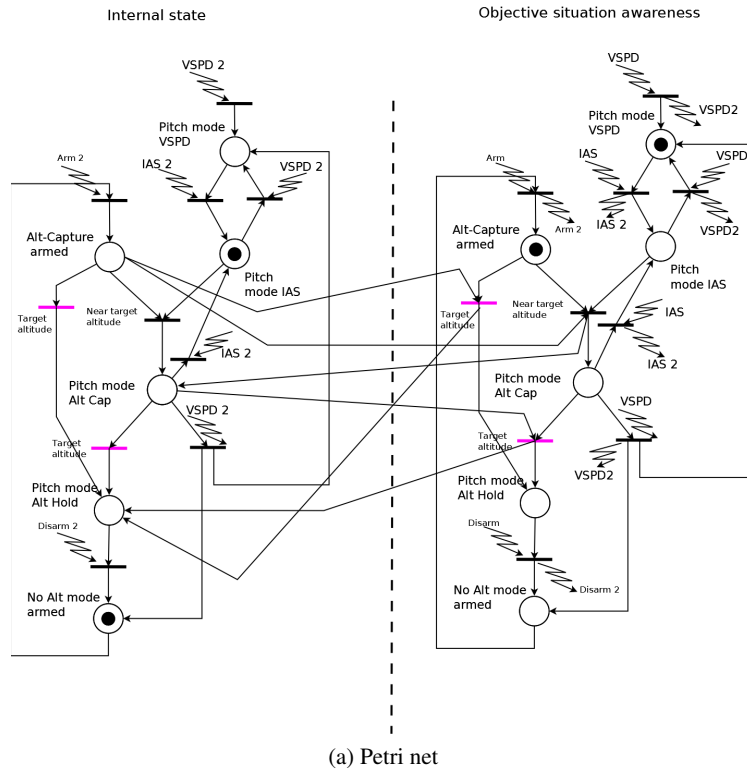 Internal state
Objective situation awareness
VSPD 2
Pitch mode
VSPD
IAS 2
VSPD 2
Arm 2
Alt-Capture
armed
Pitch
mode IAS
Target
altitude
Near target
altitude
IAS 2
Pitch mode
Alt Cap
VSPD 2
Target
altitude
Pitch mode
Alt Hold
Disarm 2
No Alt mode
armed
VSPD
VSPD2
Pitch mode
VSPD
IAS
VSPD
IAS 2
VSPD2
Arm
Arm 2
Alt-Capture
armed
Pitch
mode IAS
Target
altitude
Near target
altitude
IAS
IAS 2
Pitch mode
Alt Cap
VSPD
Target
altitude
VSPD2
Pitch mode
Alt Hold
Disarm
Disarm 2
No Alt mode
armed
(a) Petri net